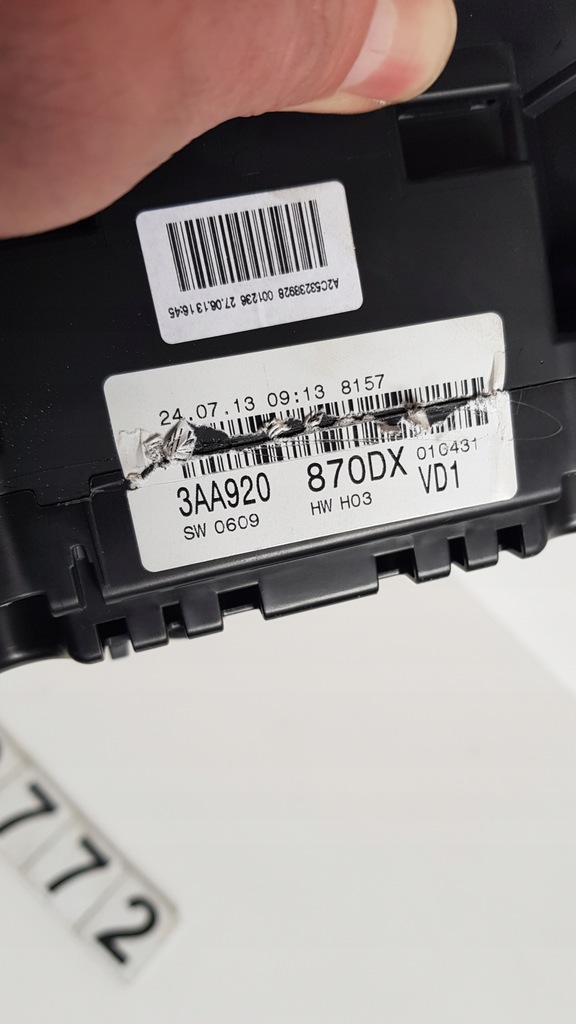 A2C53238928 001236 27.06.13 16:45
24.07.13 09:13 8157
3AA920 870DX 010431
SW 0609 HW H03 VD1
772